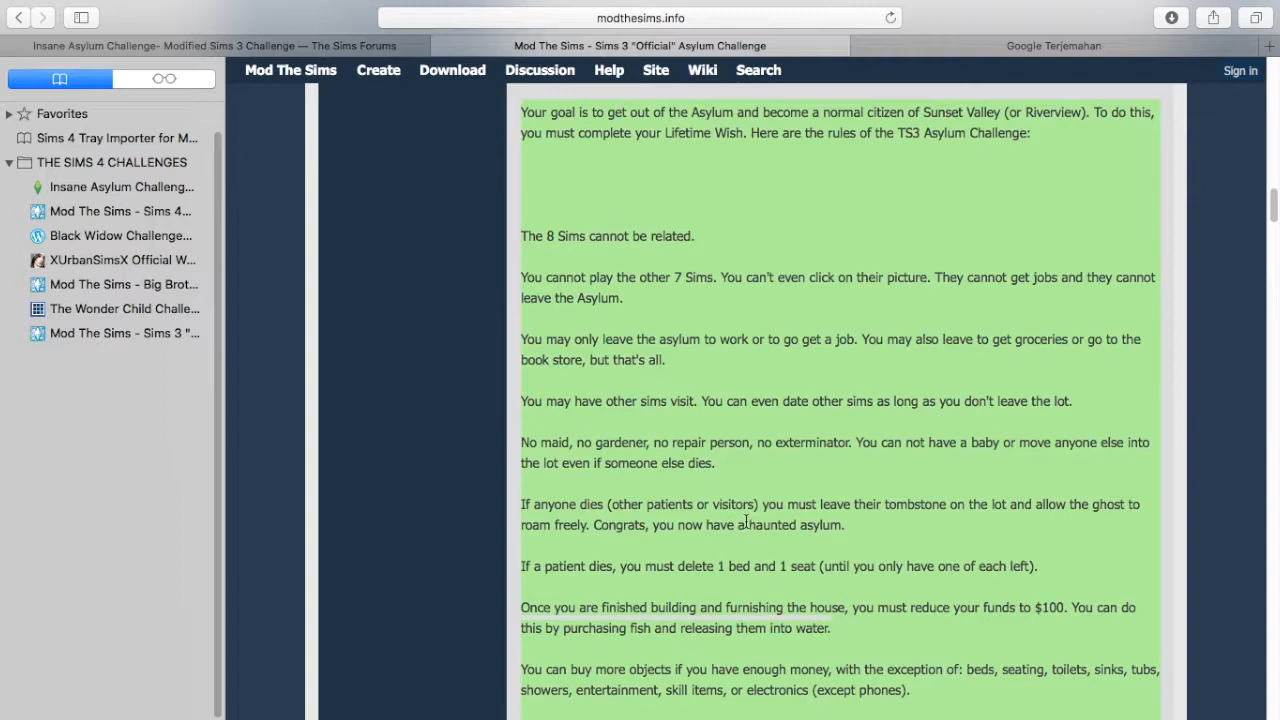 modthesims.info
Insane Asylum Challenge- Modified Sims 3 Challenge — The Sims Forums
Mod The Sims - Sims 3 "Official" Asylum Challenge
Google Terjemahan
Mod The Sims
Create
Download
Discussion
Help
Site
Wiki
Search
Sign in
Favorites
Sims 4 Tray Importer for M...
THE SIMS 4 CHALLENGES
Insane Asylum Challeng...
Mod The Sims - Sims 4...
Black Widow Challenge...
XUrbanSimsX Official W...
Mod The Sims - Big Brot...
The Wonder Child Challe...
Mod The Sims - Sims 3 "...
Your goal is to get out of the Asylum and become a normal citizen of Sunset Valley (or Riverview). To do this,
you must complete your Lifetime Wish. Here are the rules of the TS3 Asylum Challenge:
The 8 Sims cannot be related.
You cannot play the other 7 Sims. You can't even click on their picture. They cannot get jobs and they cannot
leave the Asylum.
You may only leave the asylum to work or to go get a job. You may also leave to get groceries or go to the
book store, but that's all.
You may have other sims visit. You can even date other sims as long as you don't leave the lot.
No maid, no gardener, no repair person, no exterminator. You can not have a baby or move anyone else into
the lot even if someone else dies.
If anyone dies (other patients or visitors) you must leave their tombstone on the lot and allow the ghost to
roam freely. Congrats, you now have a haunted asylum.
If a patient dies, you must delete 1 bed and 1 seat (until you only have one of each left).
Once you are finished building and furnishing the house, you must reduce your funds to $100. You can do
this by purchasing fish and releasing them into water.
You can buy more objects if you have enough money, with the exception of: beds, seating, toilets, sinks, tubs,
showers, entertainment, skill items, or electronics (except phones).